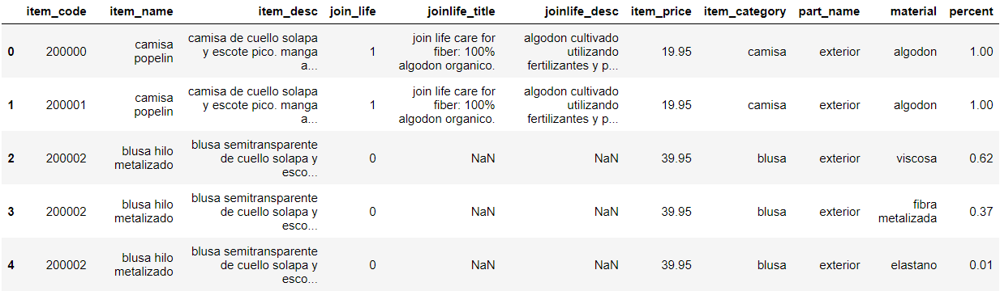 item_code item_name item_desc join_life joinlife_title joinlife_desc item_price item_category part_name material percent
0 200000 camisa popelin camisa de cuello solapa y escote pico. manga a... 1 join life care for fiber: 100% algodon organico. algodon cultivado utilizando fertilizantes y p... 19.95 camisa exterior algodon 1.00
1 200001 camisa popelin camisa de cuello solapa y escote pico. manga a... 1 join life care for fiber: 100% algodon organico. algodon cultivado utilizando fertilizantes y p... 19.95 camisa exterior algodon 1.00
2 200002 blusa hilo metalizado blusa semitransparente de cuello solapa y esco... 0 NaN NaN 39.95 blusa exterior viscosa 0.62
3 200002 blusa hilo metalizado blusa semitransparente de cuello solapa y esco... 0 NaN NaN 39.95 blusa exterior fibra metalizada 0.37
4 200002 blusa hilo metalizado blusa semitransparente de cuello solapa y esco... 0 NaN NaN 39.95 blusa exterior elastano 0.01